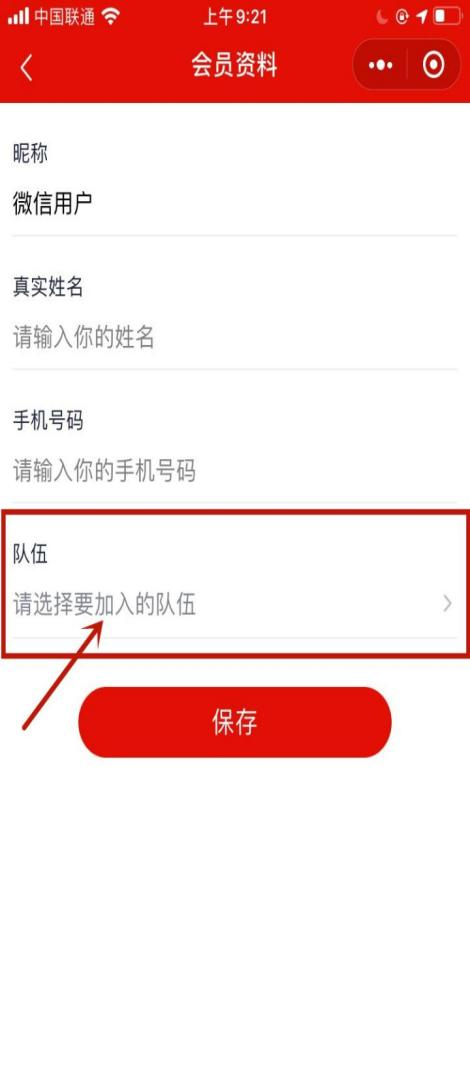 中国联通 上午9:21
会员资料
昵称
微信用户
真实姓名
请输入你的姓名
手机号码
请输入你的手机号码
队伍
请选择要加入的队伍
保存